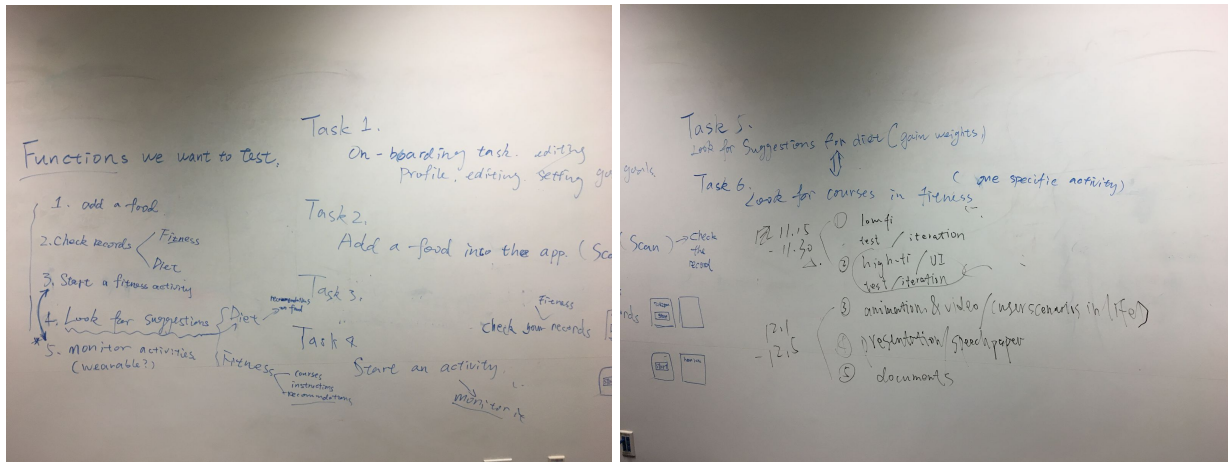 Functions we want to test,
1. add a food
2. Check records
Fitness
Diet
3. Start a fitness activity
4. Look for suggestions
Diet
5. monitor activities
(wearable?)
Fitness
courses
instructing
recommendations
Task 1.
On-boarding task. editing
profile. editing. setting go
Task 2.
Add a food into the app. (Sca
Task 3.
Fitness
check your records
Task 4
Start an activity
monitor it
Task 5.
Look for suggestions for diet (gain weights)
goals.
Task 6.
Look for courses in fitness
(one specific activity)
Scan)
check
the
record
11.15
- 11.30
① lowfi
test / iteration
② high-fi / UI
test / iteration
12.1
- 12.5
③ animation & video / (user scenarios in life)
④ presentation / speech paper
⑤ documents